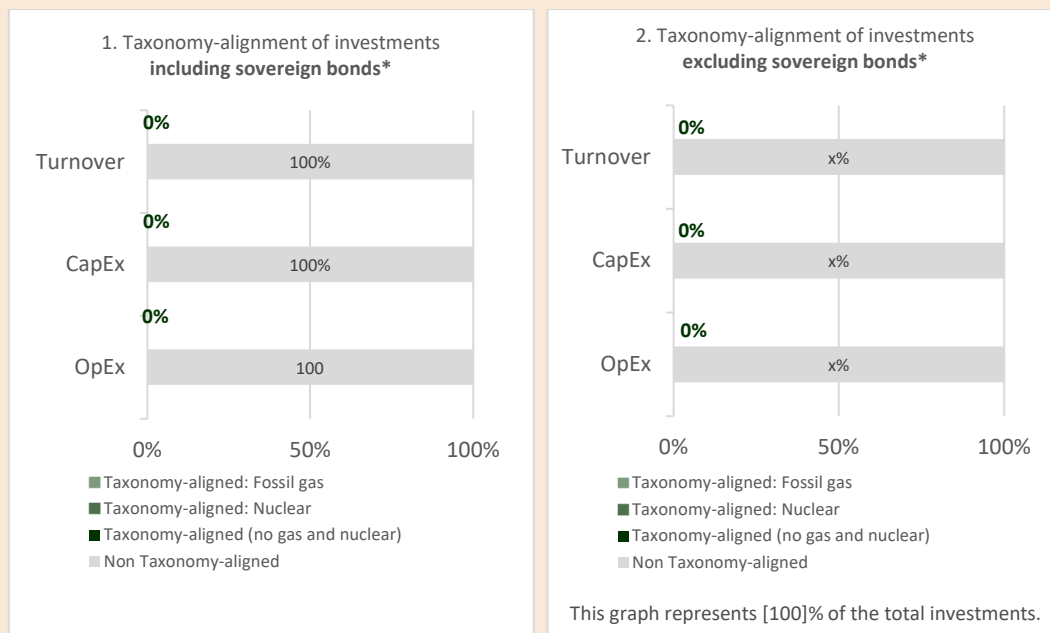 1. Taxonomy-alignment of investments
including sovereign bonds*
0%
Turnover
100%
0%
CapEx
100%
0%
OpEx
100
0%
50%
100%
Taxonomy-aligned: Fossil gas
Taxonomy-aligned: Nuclear
Taxonomy-aligned (no gas and nuclear)
Non Taxonomy-aligned
2. Taxonomy-alignment of investments
excluding sovereign bonds*
0%
Turnover
x%
0%
CapEx
x%
0%
OpEx
x%
0%
50%
100%
Taxonomy-aligned: Fossil gas
Taxonomy-aligned: Nuclear
Taxonomy-aligned (no gas and nuclear)
Non Taxonomy-aligned
This graph represents [100]% of the total investments.